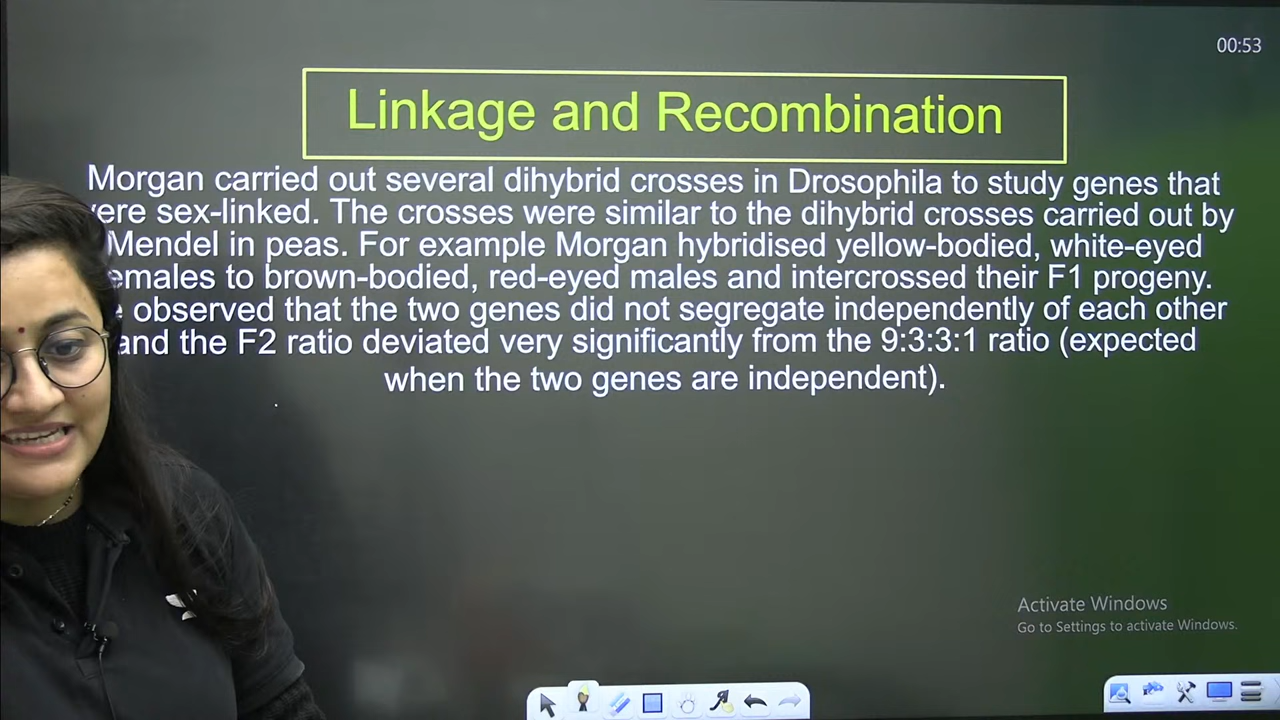 00:53
Linkage and Recombination
Morgan carried out several dihybrid crosses in Drosophila to study genes that
ere sex-linked. The crosses were similar to the dihybrid crosses carried out by
Mendel in peas. For example Morgan hybridised yellow-bodied, white-eyed
emales to brown-bodied, red-eyed males and intercrossed their F1 progeny.
e observed that the two genes did not segregate independently of each other
and the F2 ratio deviated very significantly from the 9:3:3:1 ratio (expected
when the two genes are independent).
Activate Windows
Go to Settings to activate Windows.